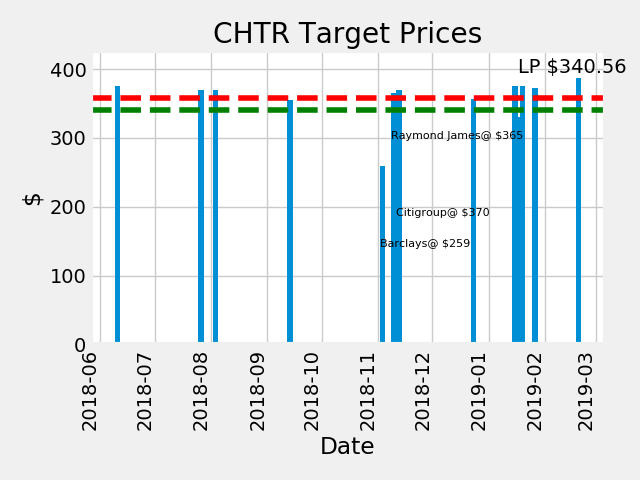 CHTR Target Prices
LP $340.56
400
300
200
100
0
$
Raymond James@ $365
Citigroup@ $370
Barclays@ $259
2018-06
2018-07
2018-08
2018-09
2018-10
2018-11
2018-12
2019-01
2019-02
2019-03
Date